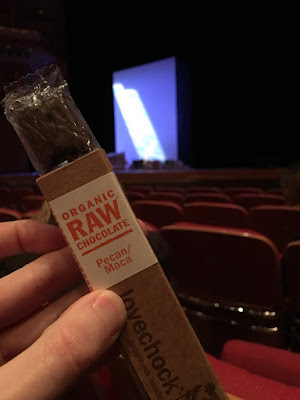 ORGANIC
RAW
CHOCOLATE
Pecan/
Maca
lovechock